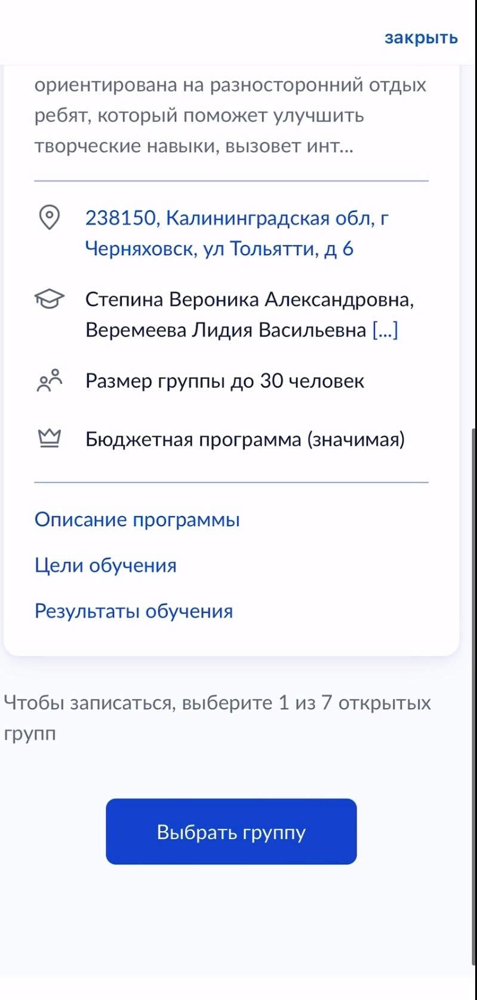 закрыть
ориентирована на разносторонний отдых
ребят, который поможет улучшить
творческие навыки, вызовет инт...
238150, Калининградская обл, г
Черняховск, ул Тольятти, д 6
Степина Вероника Александровна,
Веремеева Лидия Васильевна [...]
Размер группы до 30 человек
Бюджетная программа (значимая)
Описание программы
Цели обучения
Результаты обучения
Чтобы записаться, выберите 1 из 7 открытых
групп
Выбрать группу